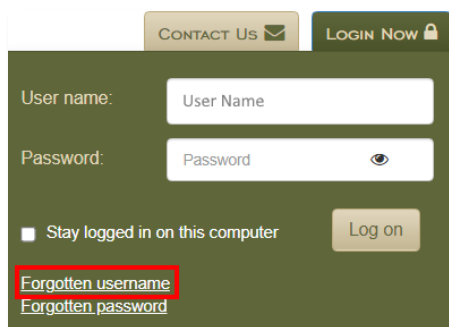 Contact Us Login Now
User name: User Name
Password: Password
Stay logged in on this computer Log on
Forgotten username
Forgotten password